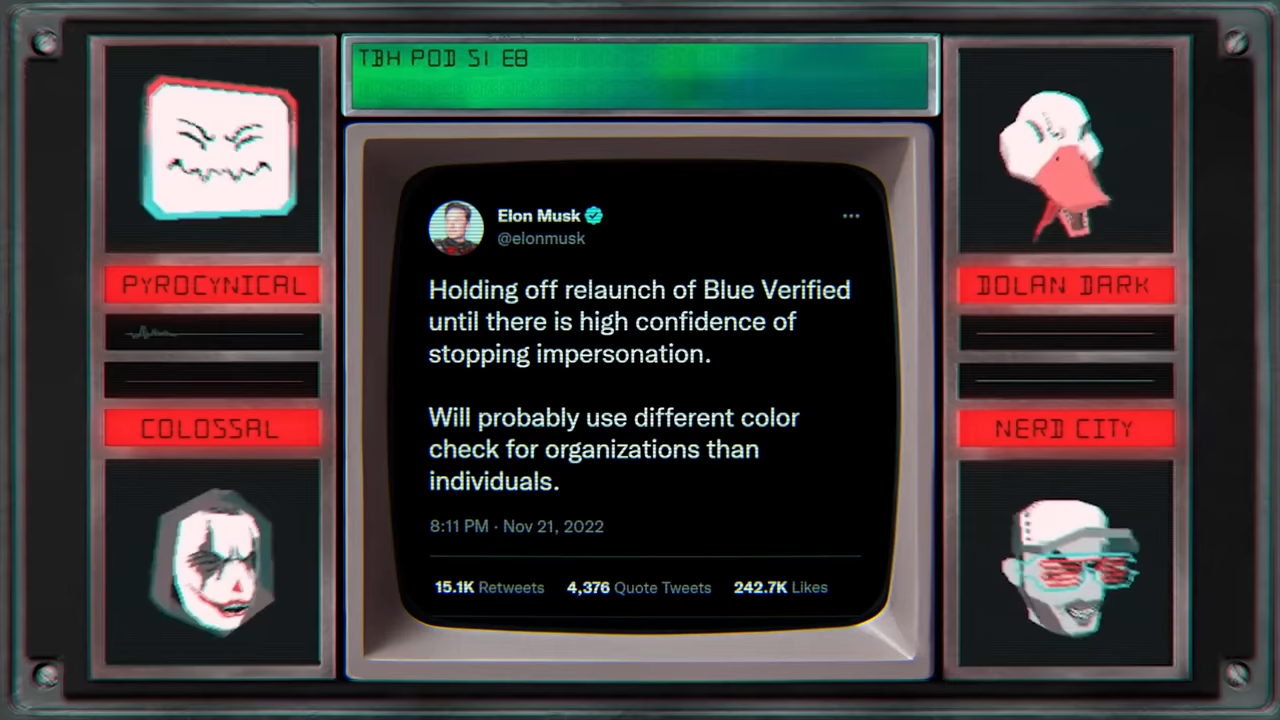 TBH POD S1 E8
PYROCYNICAL
COLOSSAL
Elon Musk
@elonmusk
Holding off relaunch of Blue Verified
until there is high confidence of
stopping impersonation.
Will probably use different color
check for organizations than
individuals.
8:11 PM · Nov 21, 2022
15.1K Retweets 4,376 Quote Tweets 242.7K Likes
DOLAN DARK
NERD CITY